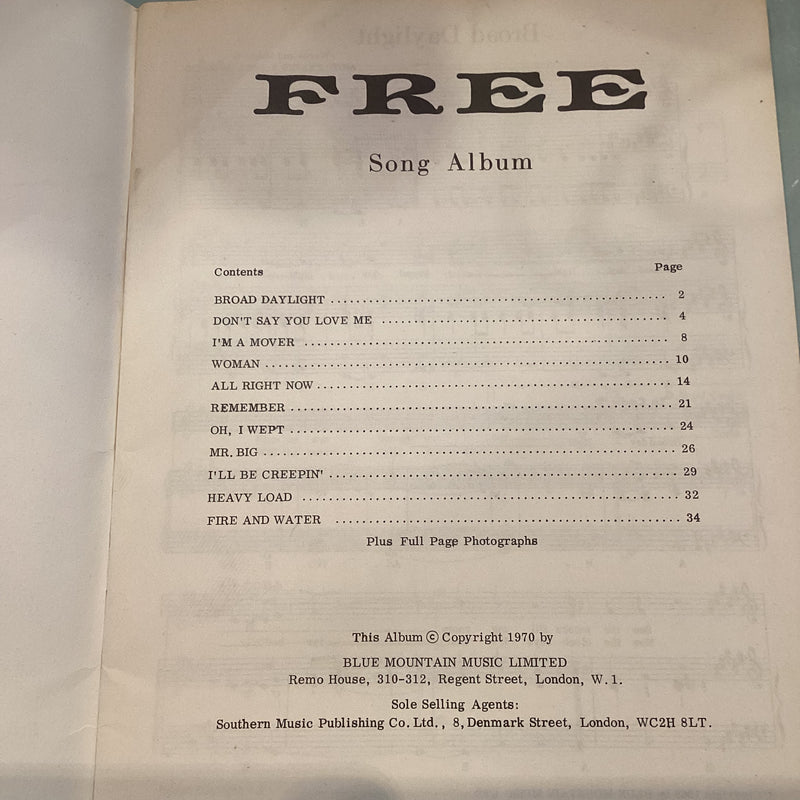 FREE
Song Album
Contents Page
BROAD DAYLIGHT ........................................................ 2
DON'T SAY YOU LOVE ME ............................................... 4
I'M A MOVER ........................................................... 8
WOMAN ................................................................. 10
ALL RIGHT NOW ......................................................... 14
REMEMBER .............................................................. 21
OH, I WEPT ............................................................ 24
MR. BIG ............................................................... 26
I'LL BE CREEPIN' ...................................................... 29
HEAVY LOAD ............................................................ 32
FIRE AND WATER ........................................................ 34
Plus Full Page Photographs
This Album © Copyright 1970 by
BLUE MOUNTAIN MUSIC LIMITED
Remo House, 310-312, Regent Street, London, W.1.
Sole Selling Agents:
Southern Music Publishing Co. Ltd., 8, Denmark Street, London, WC2H 8LT.